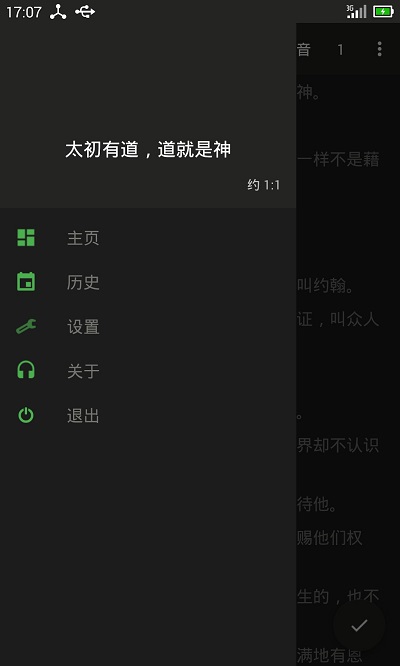 17:07
3G
音 1
太初有道，道就是神
约 1:1
主页
历史
设置
关于
退出
神。
一样不是藉
叫约翰。
证，叫众人
。
界却不认识
待他。
赐他们权
生的，也不
满地有恩